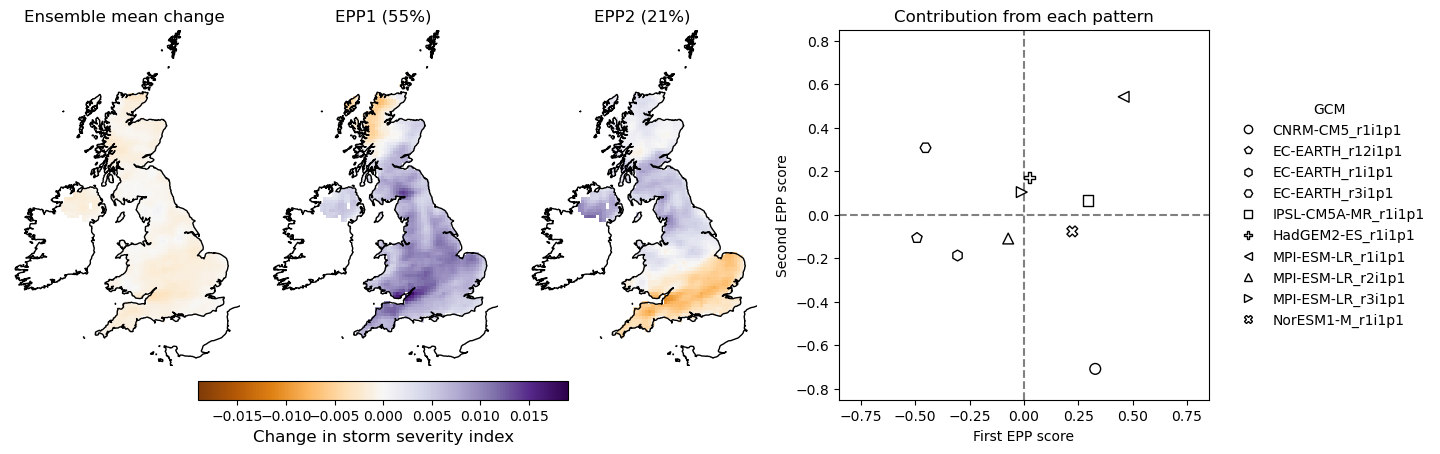 Ensemble mean change
EPP1 (55%)
EPP2 (21%)
Contribution from each pattern
0.8
0.6
0.4
0.2
0.0
−0.2
−0.4
−0.6
−0.8
Second EPP score
−0.75
−0.50
−0.25
0.00
0.25
0.50
0.75
First EPP score
GCM
CNRM-CM5_r1i1p1
EC-EARTH_r12i1p1
EC-EARTH_r1i1p1
EC-EARTH_r3i1p1
IPSL-CM5A-MR_r1i1p1
HadGEM2-ES_r1i1p1
MPI-ESM-LR_r1i1p1
MPI-ESM-LR_r2i1p1
MPI-ESM-LR_r3i1p1
NorESM1-M_r1i1p1
−0.015
−0.010
−0.005
0.000
0.005
0.010
0.015
Change in storm severity index